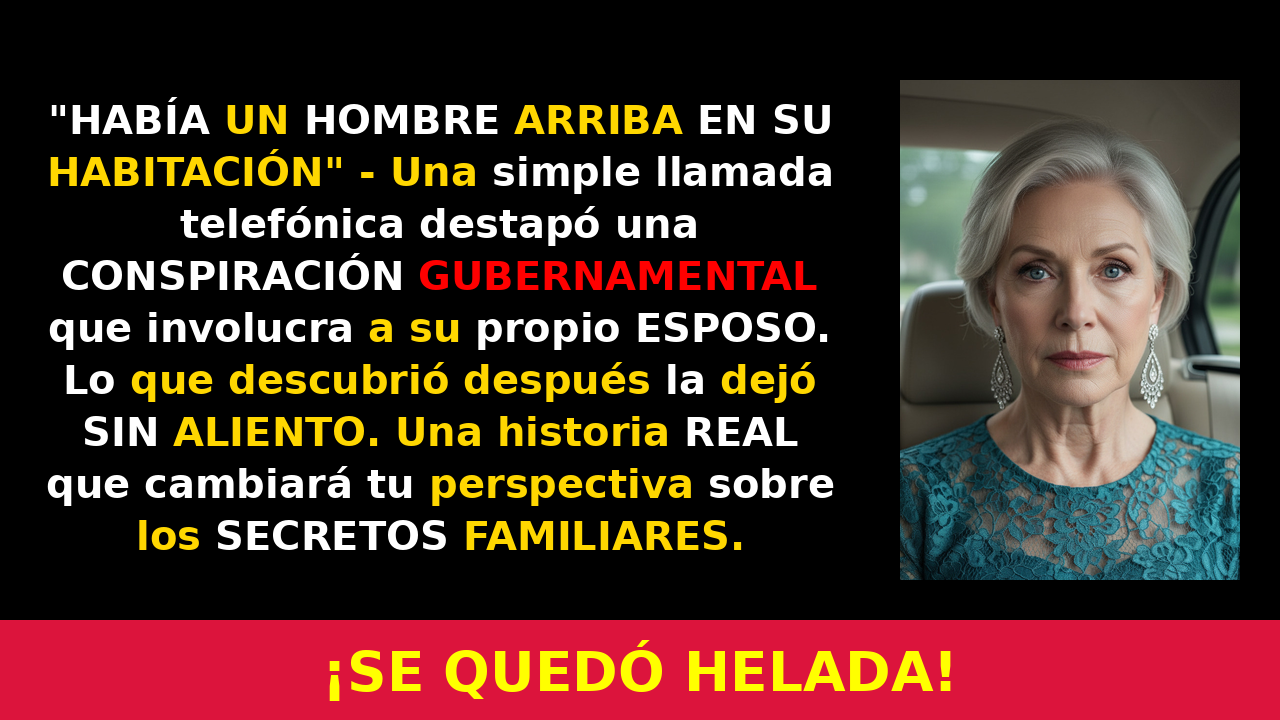 "HABÍA UN HOMBRE ARRIBA EN SU
HABITACIÓN" - Una simple llamada
telefónica destapó una
CONSPIRACIÓN GUBERNAMENTAL
que involucra a su propio ESPOSO.
Lo que descubrió después la dejó
SIN ALIENTO. Una historia REAL
que cambiará tu perspectiva sobre
los SECRETOS FAMILIARES.
¡SE QUEDÓ HELADA!